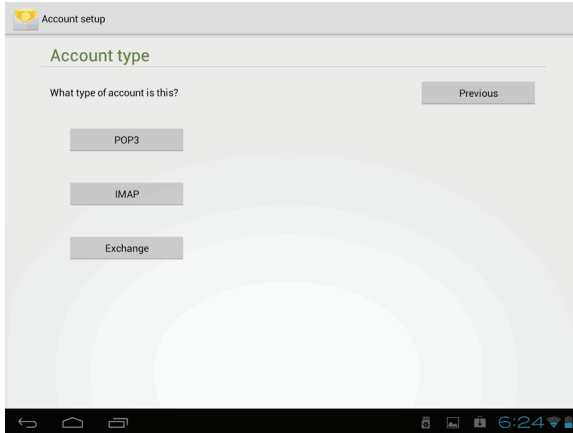 Account setup
Account type
What type of account is this?
Previous
POP3
IMAP
Exchange
6:24